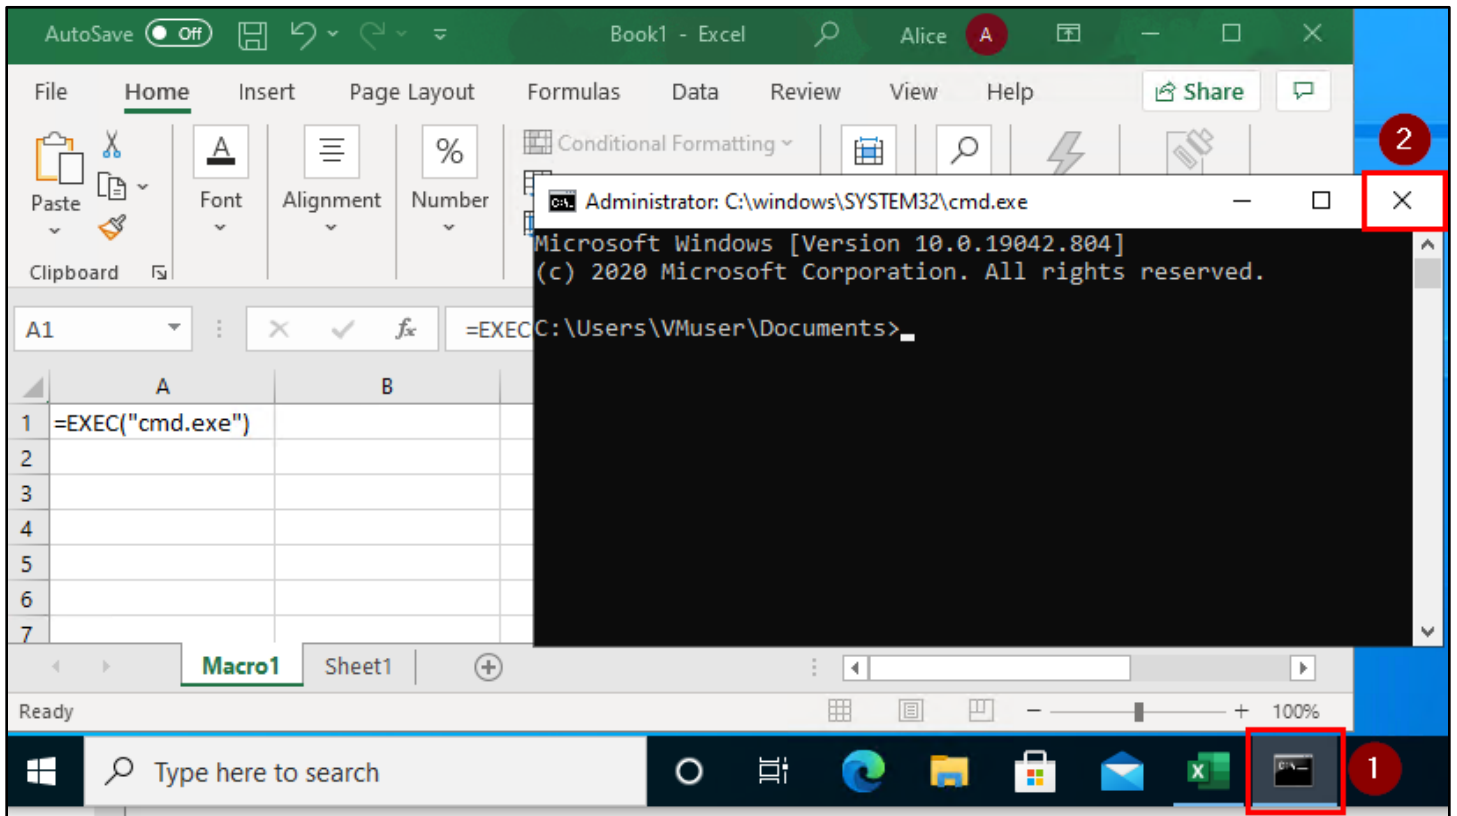 AutoSave Off Book1 - Excel Alice A
File Home Insert Page Layout Formulas Data Review View Help Share
2
Conditional Formatting
Paste Font Alignment Number
Clipboard
Administrator: C:\windows\SYSTEM32\cmd.exe
Microsoft Windows [Version 10.0.19042.804]
(c) 2020 Microsoft Corporation. All rights reserved.
C:\Users\VMuser\Documents>
A1 fx =EXEC
A B
1 =EXEC("cmd.exe")
2
3
4
5
6
7
Macro1 Sheet1
Ready 100%
Type here to search 1